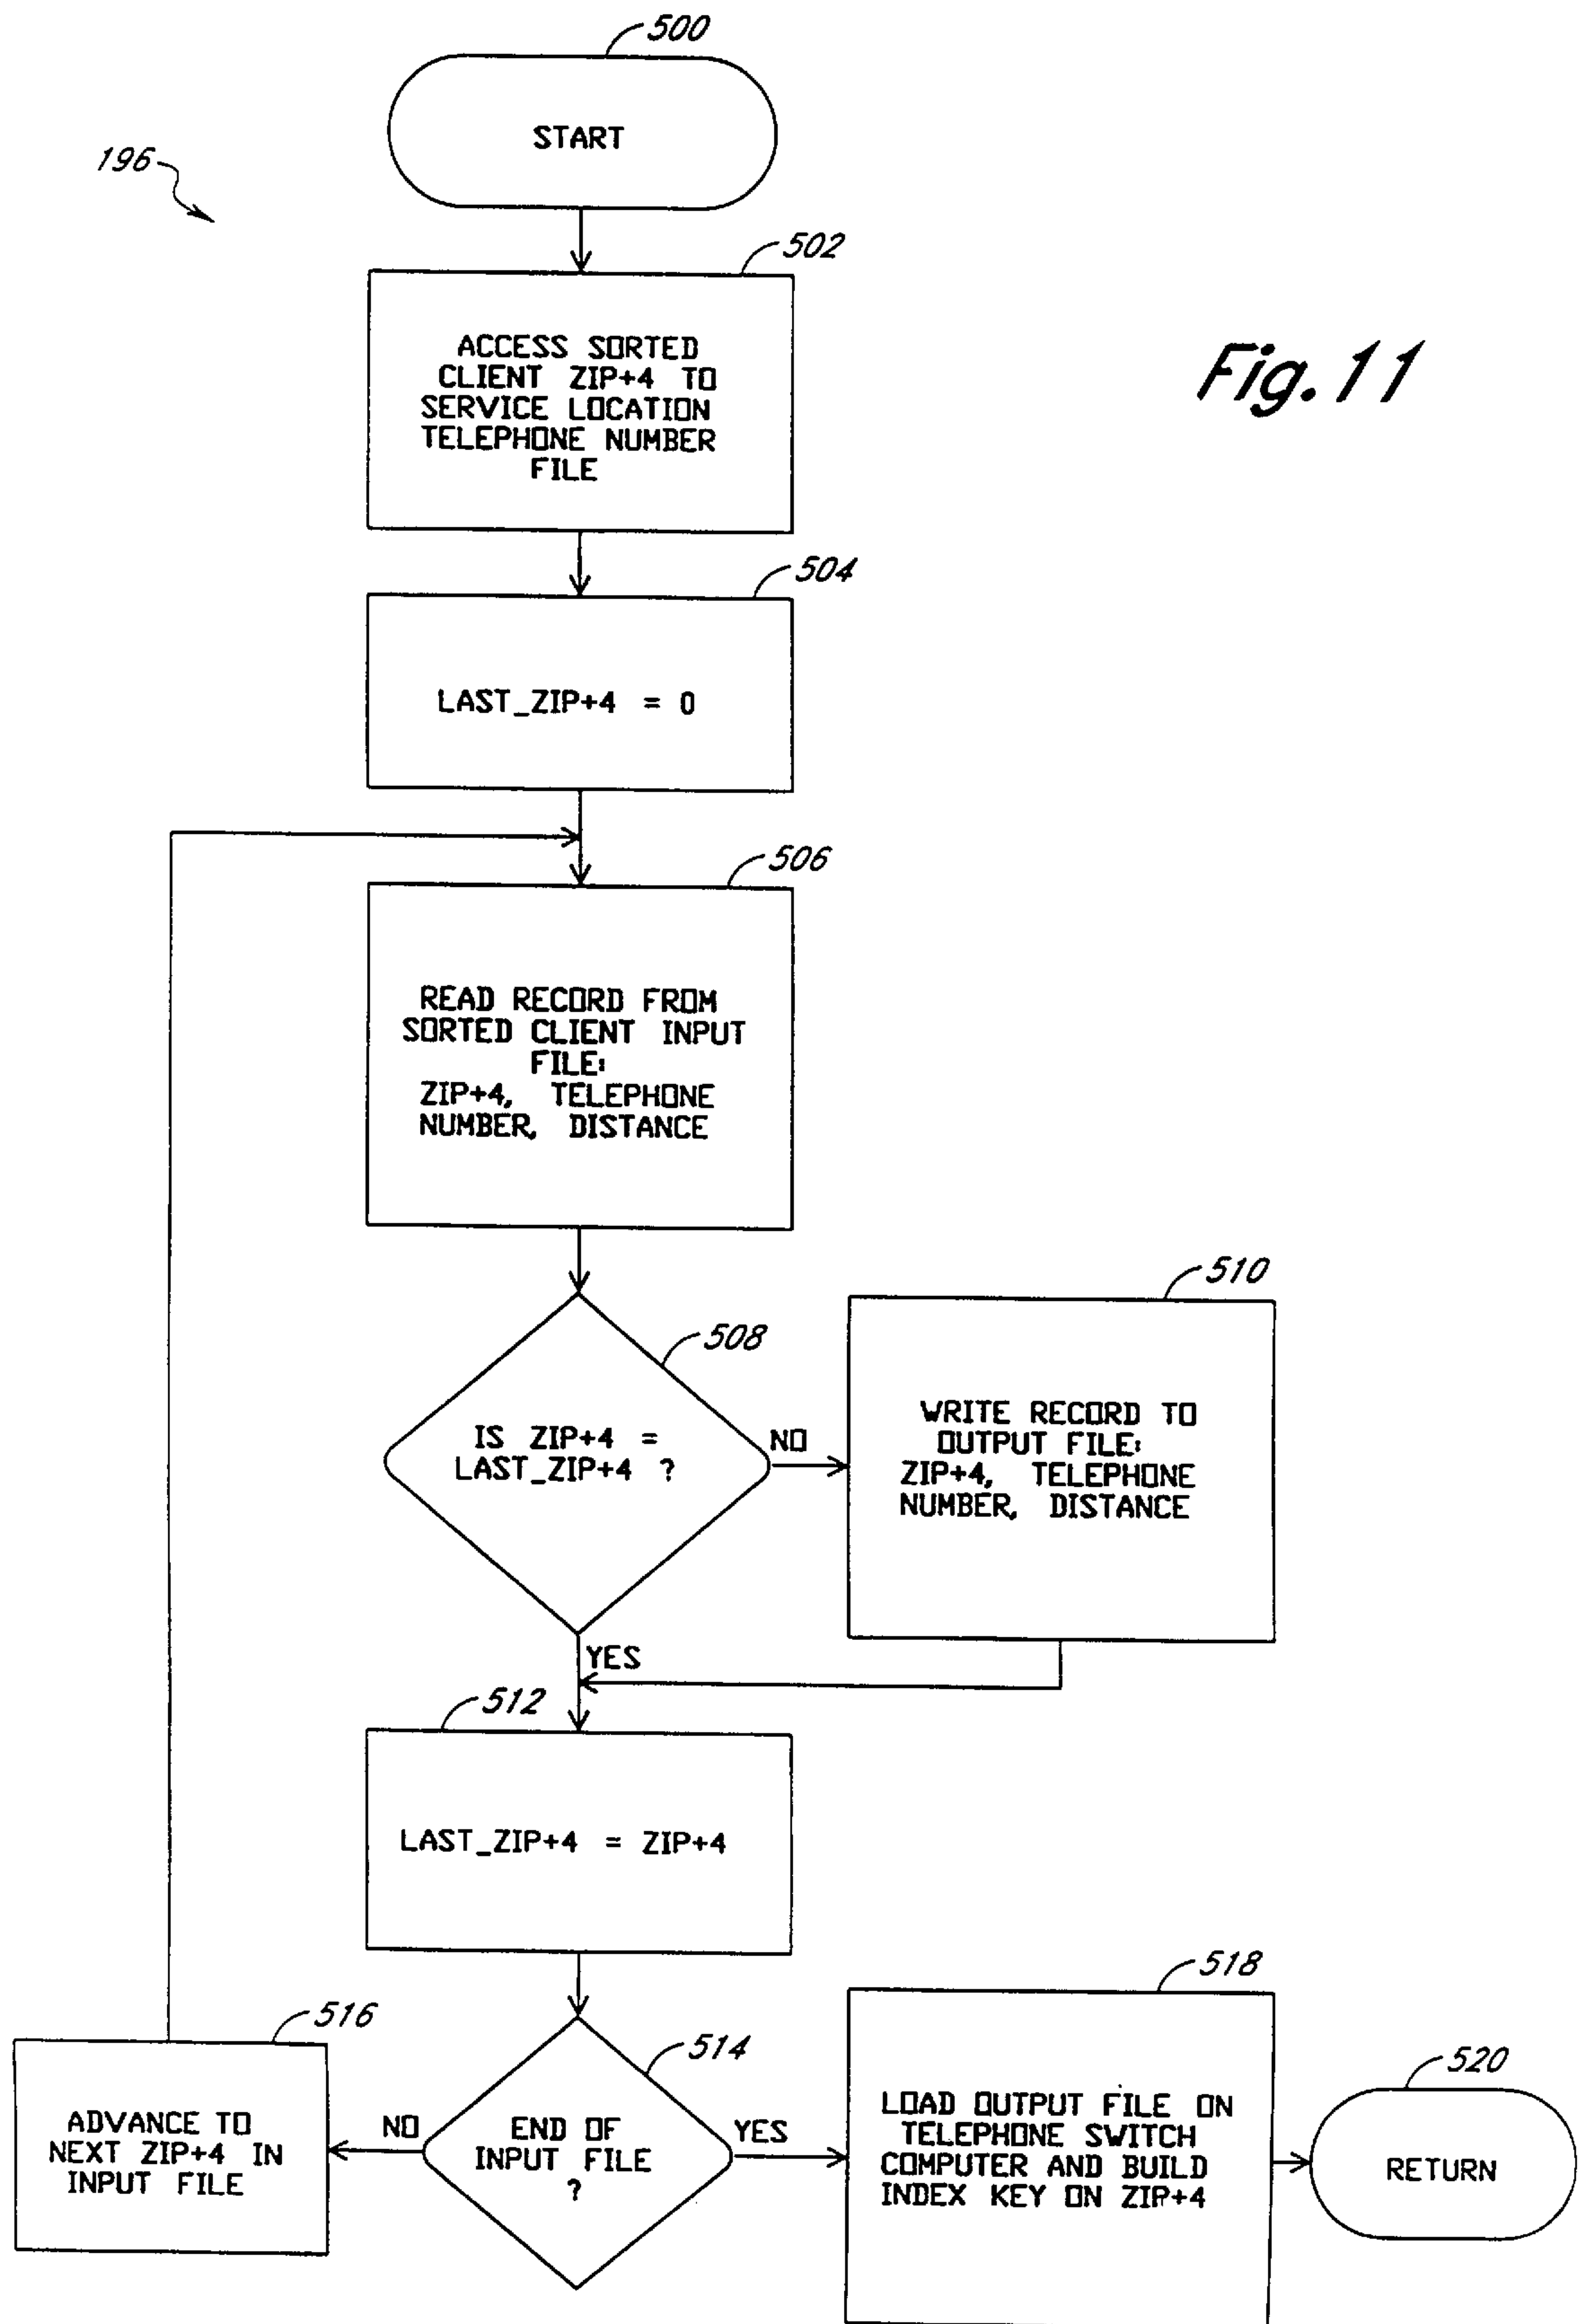 500
START
196
502
ACCESS SORTED
CLIENT ZIP+4 TO
SERVICE LOCATION
TELEPHONE NUMBER
FILE
Fig.11
504
LAST_ZIP+4 = 0
506
READ RECORD FROM
SORTED CLIENT INPUT
FILE:
ZIP+4, TELEPHONE
NUMBER, DISTANCE
508
IS ZIP+4 =
LAST_ZIP+4 ?
NO
510
WRITE RECORD TO
OUTPUT FILE:
ZIP+4, TELEPHONE
NUMBER, DISTANCE
YES
512
LAST_ZIP+4 = ZIP+4
514
END OF
INPUT FILE
?
NO
516
ADVANCE TO
NEXT ZIP+4 IN
INPUT FILE
YES
518
LOAD OUTPUT FILE ON
TELEPHONE SWITCH
COMPUTER AND BUILD
INDEX KEY ON ZIP+4
520
RETURN